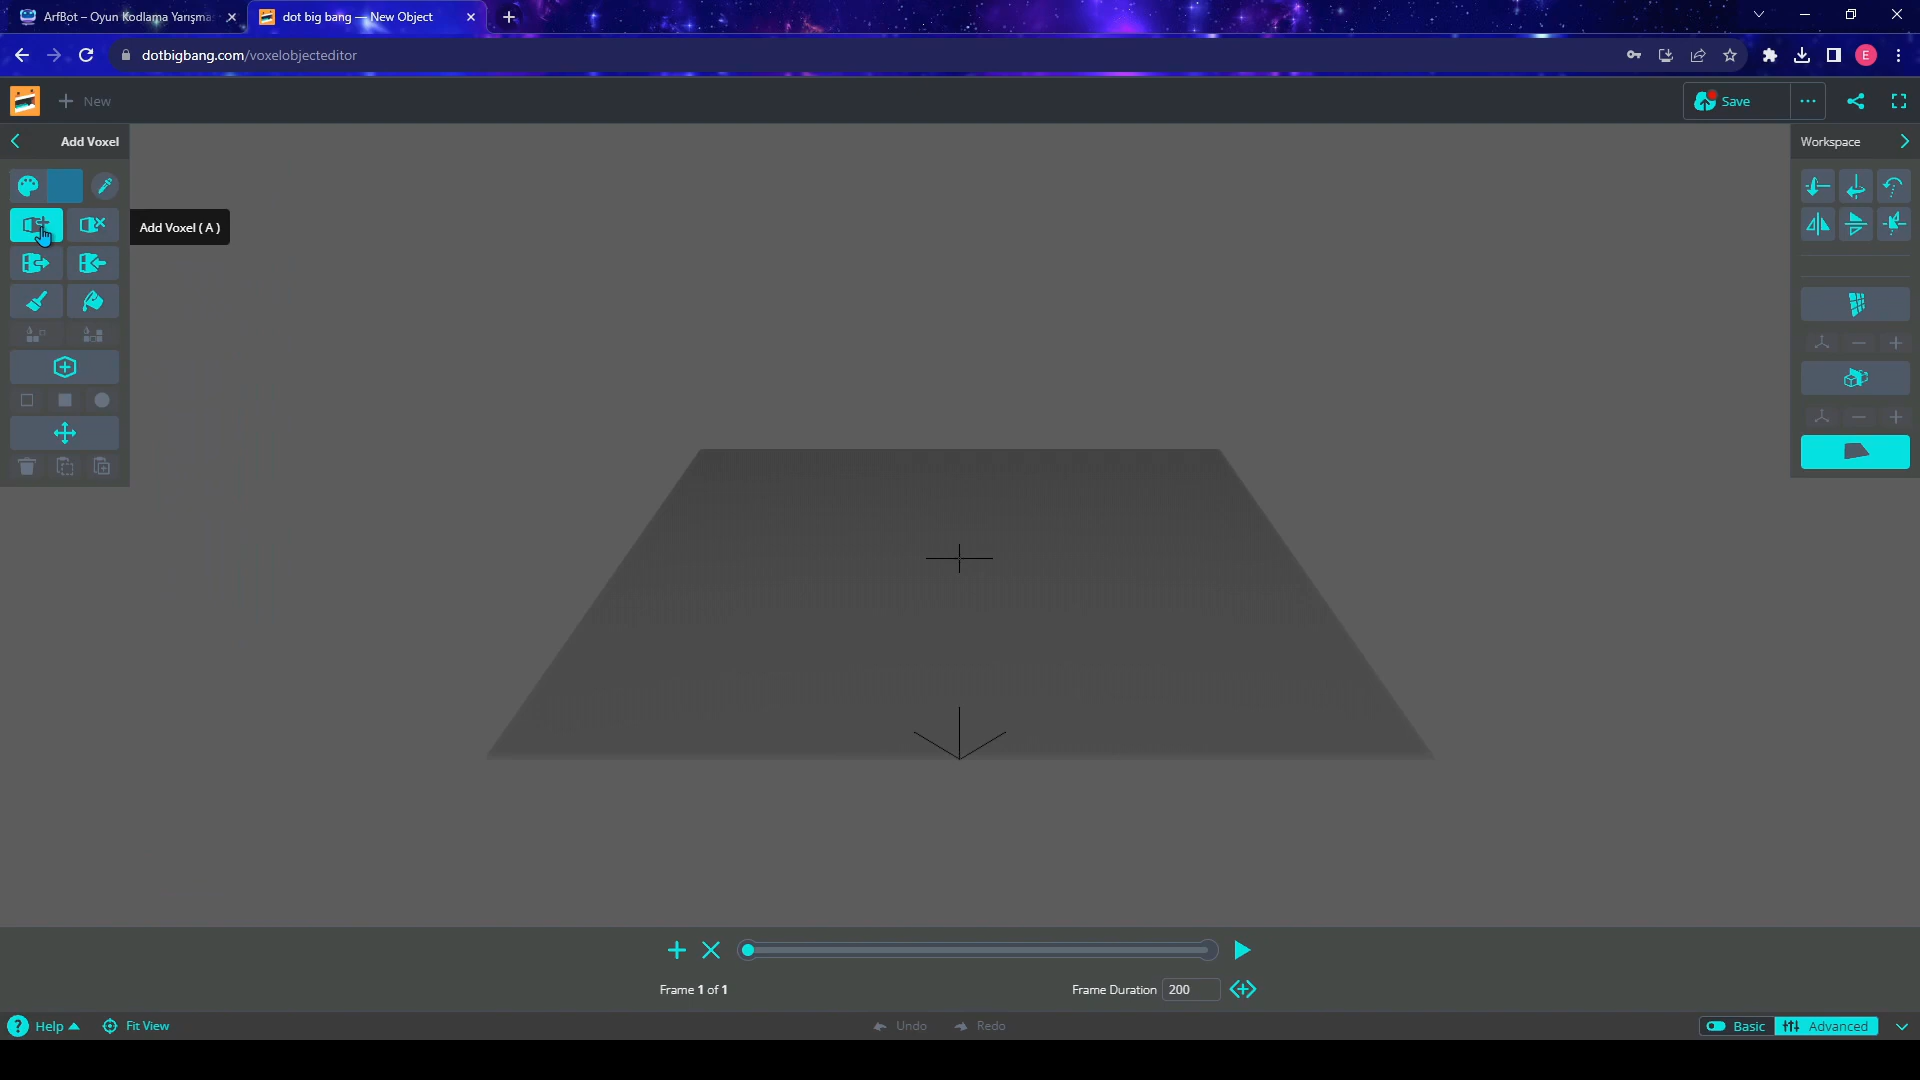 ArfBot – Oyun Kodlama Yarışma
dot big bang — New Object
dotbigbang.com/voxelobjecteditor
E
New
Save
Add Voxel
Workspace
Add Voxel ( A )
Frame 1 of 1
Frame Duration 200
? Help
Fit View
Undo
Redo
Basic
Advanced